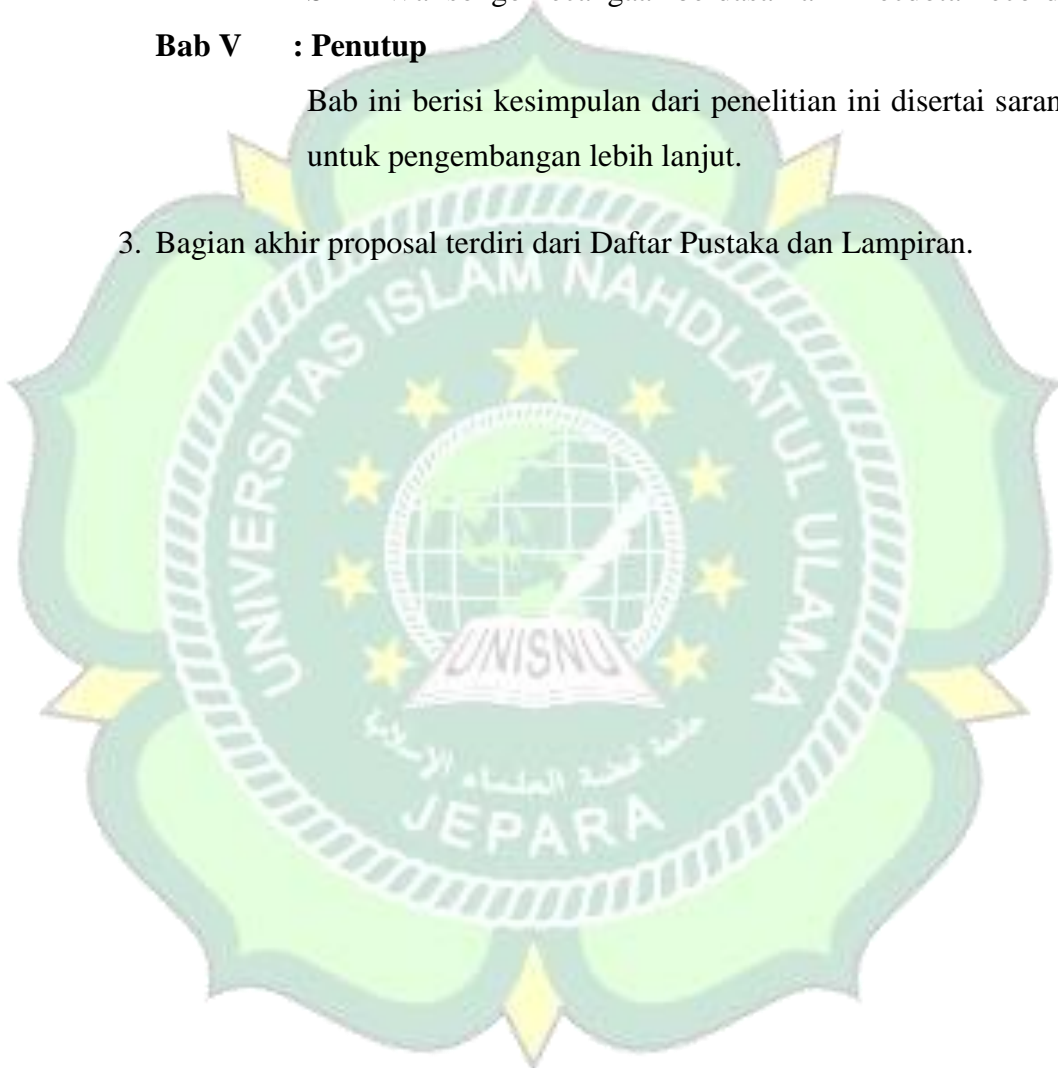 Bab V : Penutup
Bab ini berisi kesimpulan dari penelitian ini disertai saran
untuk pengembangan lebih lanjut.
3. Bagian akhir proposal terdiri dari Daftar Pustaka dan Lampiran.
UNIVERSITAS ISLAM NAHDLATUL ULAMA
UNISNU
JEPARA